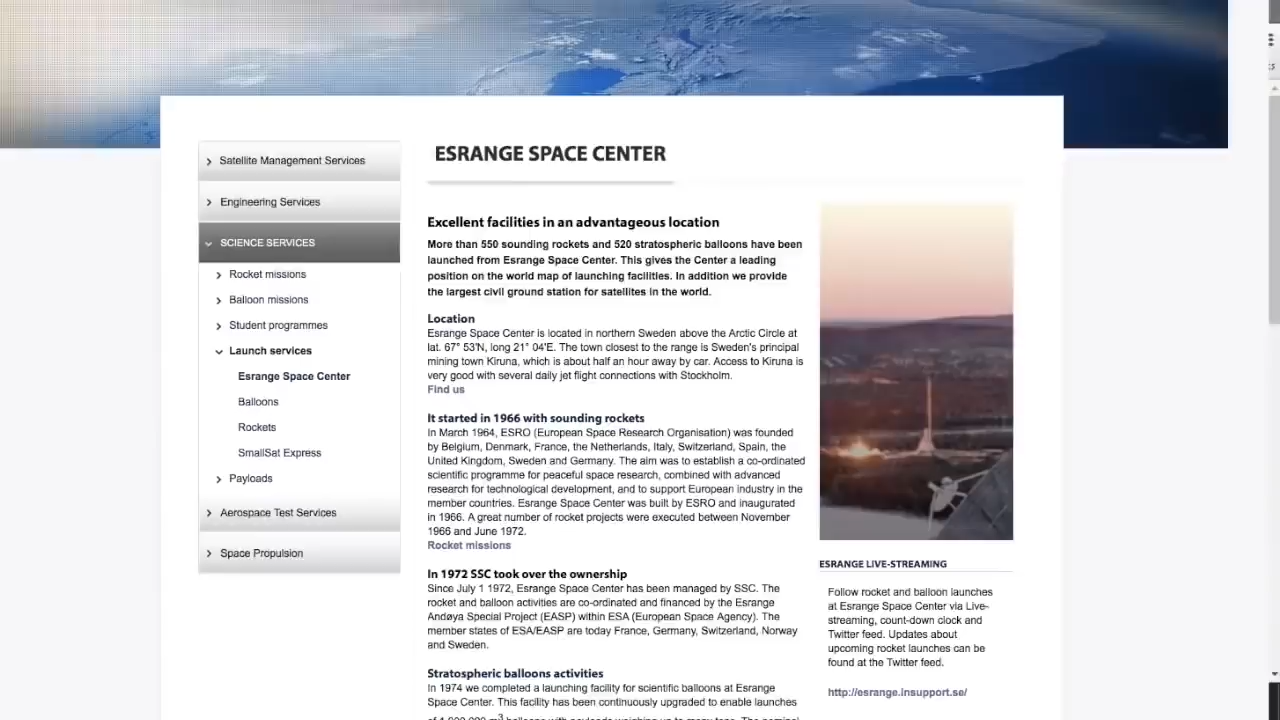 Satellite Management Services
Engineering Services
SCIENCE SERVICES
Rocket missions
Balloon missions
Student programmes
Launch services
Esrange Space Center
Balloons
Rockets
SmallSat Express
Payloads
Aerospace Test Services
Space Propulsion
ESRANGE SPACE CENTER
Excellent facilities in an advantageous location
More than 550 sounding rockets and 520 stratospheric balloons have been
launched from Esrange Space Center. This gives the Center a leading
position on the world map of launching facilities. In addition we provide
the largest civil ground station for satellites in the world.
Location
Esrange Space Center is located in northern Sweden above the Arctic Circle at
lat. 67° 53'N, long 21° 04'E. The town closest to the range is Sweden's principal
mining town Kiruna, which is about half an hour away by car. Access to Kiruna is
very good with several daily jet flight connections with Stockholm.
Find us
It started in 1966 with sounding rockets
In March 1964, ESRO (European Space Research Organisation) was founded
by Belgium, Denmark, France, the Netherlands, Italy, Switzerland, Spain, the
United Kingdom, Sweden and Germany. The aim was to establish a co-ordinated
scientific programme for peaceful space research, combined with advanced
research for technological development, and to support European industry in the
member countries. Esrange Space Center was built by ESRO and inaugurated
in 1966. A great number of rocket projects were executed between November
1966 and June 1972.
Rocket missions
In 1972 SSC took over the ownership
Since July 1 1972, Esrange Space Center has been managed by SSC. The
rocket and balloon activities are co-ordinated and financed by the Esrange
Andøya Special Project (EASP) within ESA (European Space Agency). The
member states of ESA/EASP are today France, Germany, Switzerland, Norway
and Sweden.
Stratospheric balloons activities
In 1974 we completed a launching facility for scientific balloons at Esrange
Space Center. This facility has been continuously upgraded to enable launches
ESRANGE LIVE-STREAMING
Follow rocket and balloon launches
at Esrange Space Center via Live-
streaming, count-down clock and
Twitter feed. Updates about
upcoming rocket launches can be
found at the Twitter feed.
http://esrange.insupport.se/